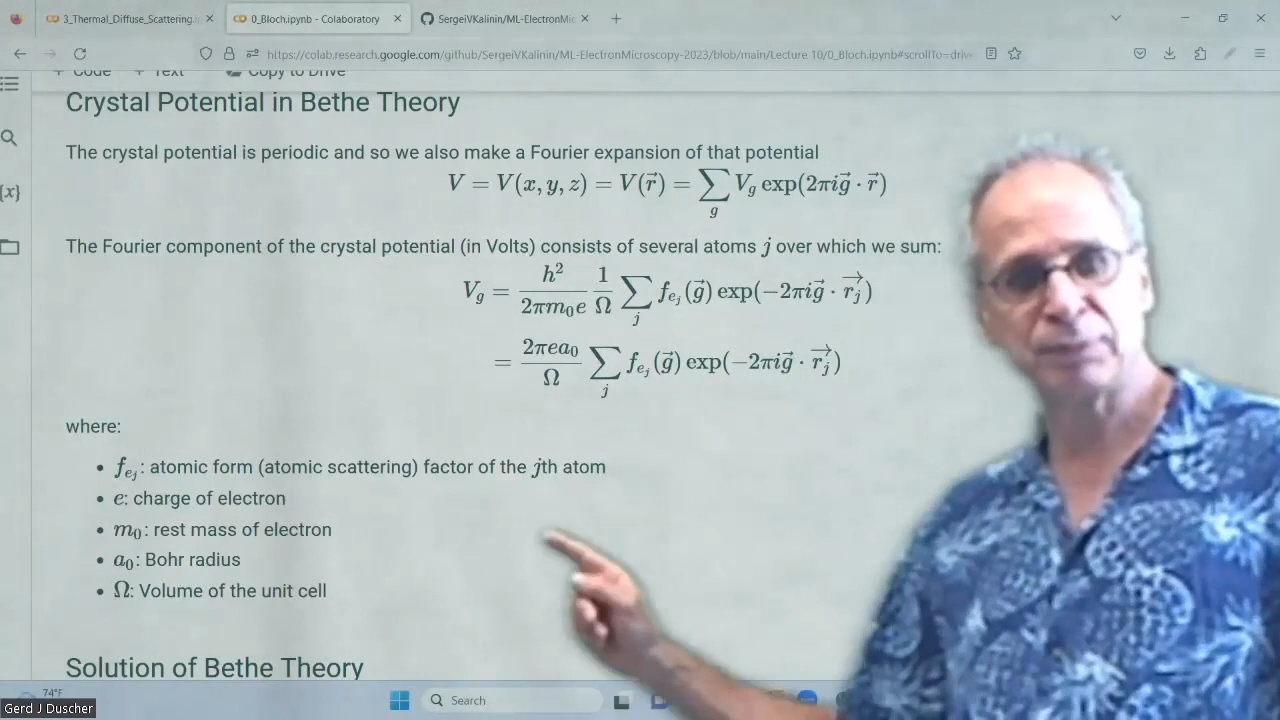 3_Thermal_Diffuse_Scattering.ip
0_Bloch.ipynb - Colaboratory
SergeiVKalinin/ML-ElectronMic
https://colab.research.google.com/github/SergeiVKalinin/ML-ElectronMicroscopy-2023/blob/main/Lecture 10/0_Bloch.ipynb#scrollTo=drive
+ Code + Text Copy to Drive
Crystal Potential in Bethe Theory
The crystal potential is periodic and so we also make a Fourier expansion of that potential
{x}
V = V(x, y, z) = V(r⃗) = ∑_g V_g exp(2πig⃗ · r⃗)
The Fourier component of the crystal potential (in Volts) consists of several atoms j over which we sum:
V_g = h²/(2πm₀e) 1/Ω ∑_j f_{e_j}(g⃗) exp(−2πig⃗ · r_j⃗)
= 2πea₀/Ω ∑_j f_{e_j}(g⃗) exp(−2πig⃗ · r_j⃗)
where:
• f_{e_j}: atomic form (atomic scattering) factor of the jth atom
• e: charge of electron
• m₀: rest mass of electron
• a₀: Bohr radius
• Ω: Volume of the unit cell
Solution of Bethe Theory
74°F
Search
Gerd J Duscher